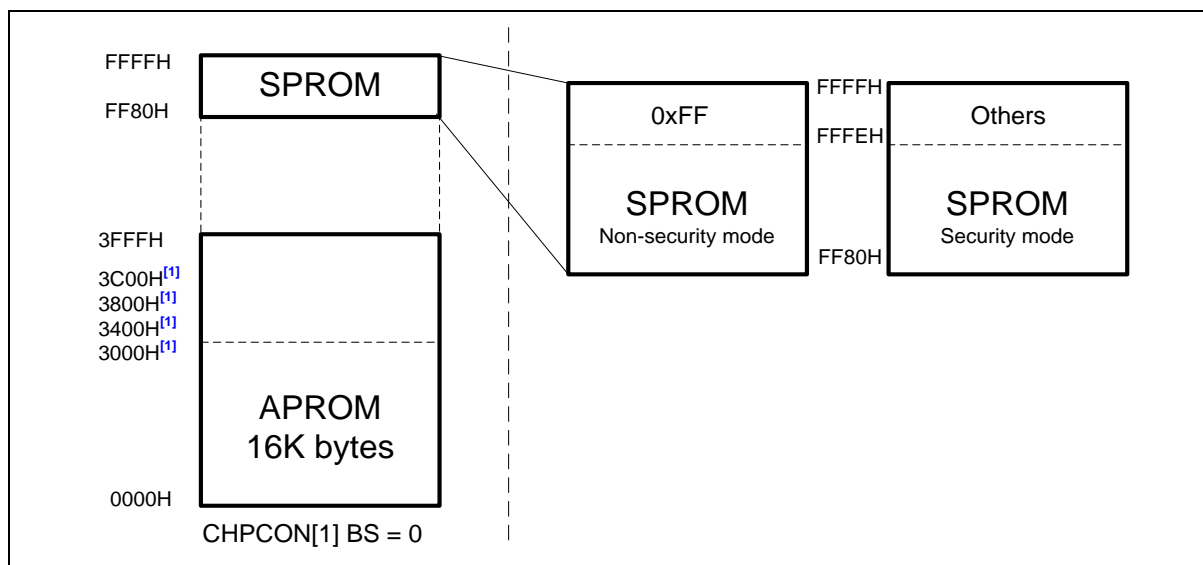 FFFFH
SPROM
FF80H
3FFFH
3C00H[1]
3800H[1]
3400H[1]
3000H[1]
APROM
16K bytes
0000H
CHPCON[1] BS = 0
0xFF
SPROM
Non-security mode
FFFFH
FFFEH
FF80H
Others
SPROM
Security mode